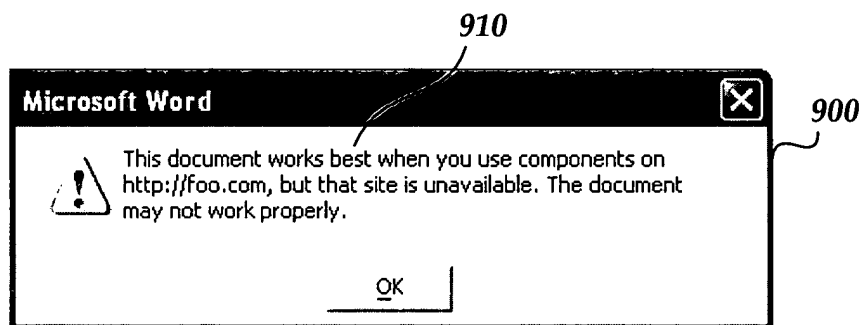 910
Microsoft Word
900
This document works best when you use components on
http://foo.com, but that site is unavailable. The document
may not work properly.
OK